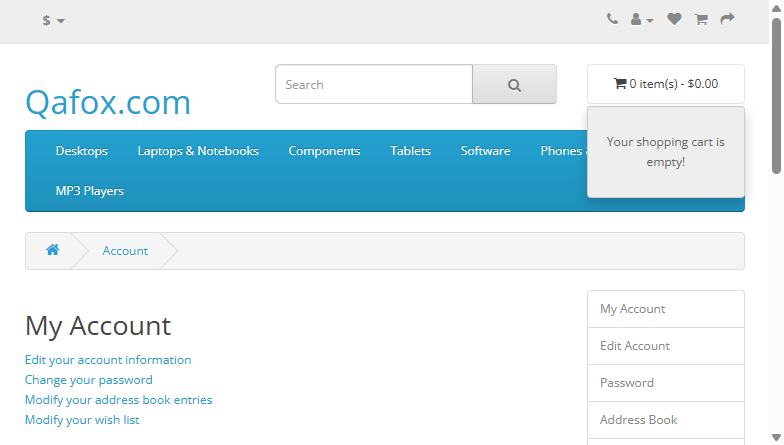 $
Qafox.com
Search
0 item(s) - $0.00
Your shopping cart is
empty!
Desktops
Laptops & Notebooks
Components
Tablets
Software
Phones
MP3 Players
Account
My Account
Edit your account information
Change your password
Modify your address book entries
Modify your wish list
My Account
Edit Account
Password
Address Book